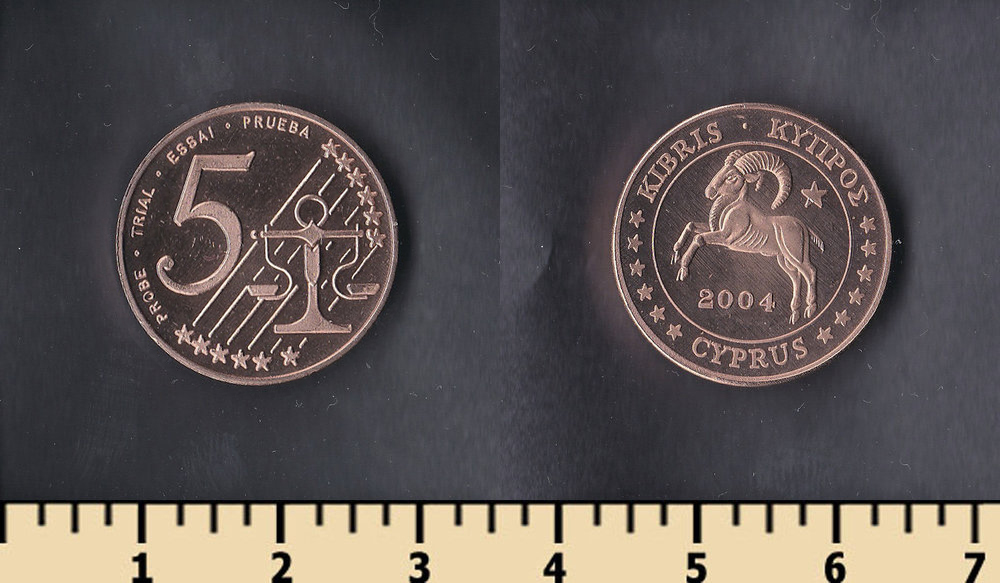 PROBE • TRIAL • ESSAI • PRUEBA
5
KIBRIS • ΚΥΠΡΟΣ
2004
CYPRUS
1 2 3 4 5 6 7